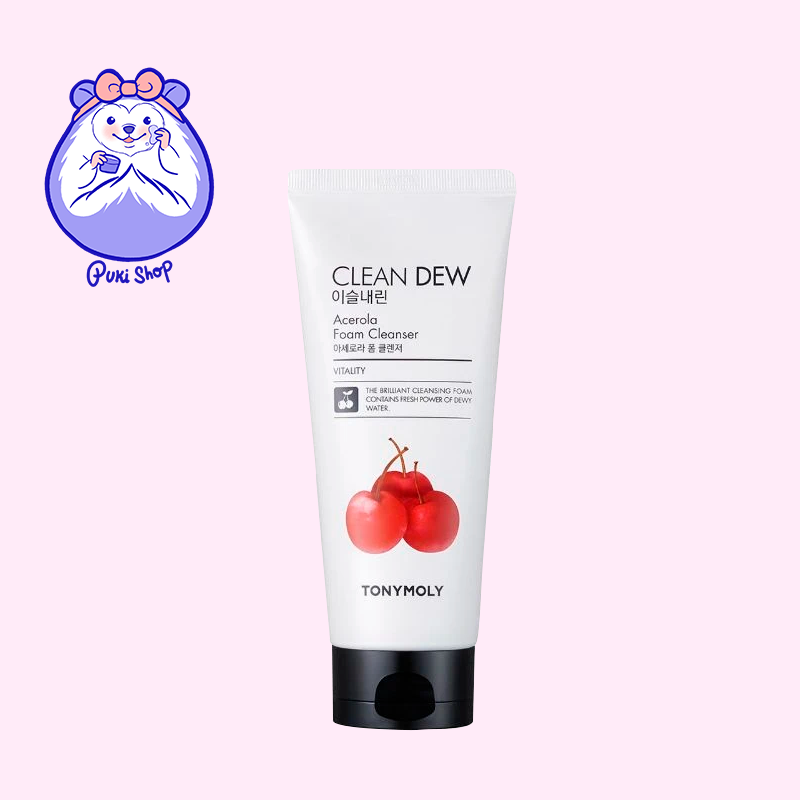 Puki Shop
CLEAN DEW
이슬내린
Acerola
Foam Cleanser
아세로라 폼 클렌저
VITALITY
THE BRILLIANT CLEANSING FOAM
CONTAINS FRESH POWER OF DEWY
WATER.
TONYMOLY